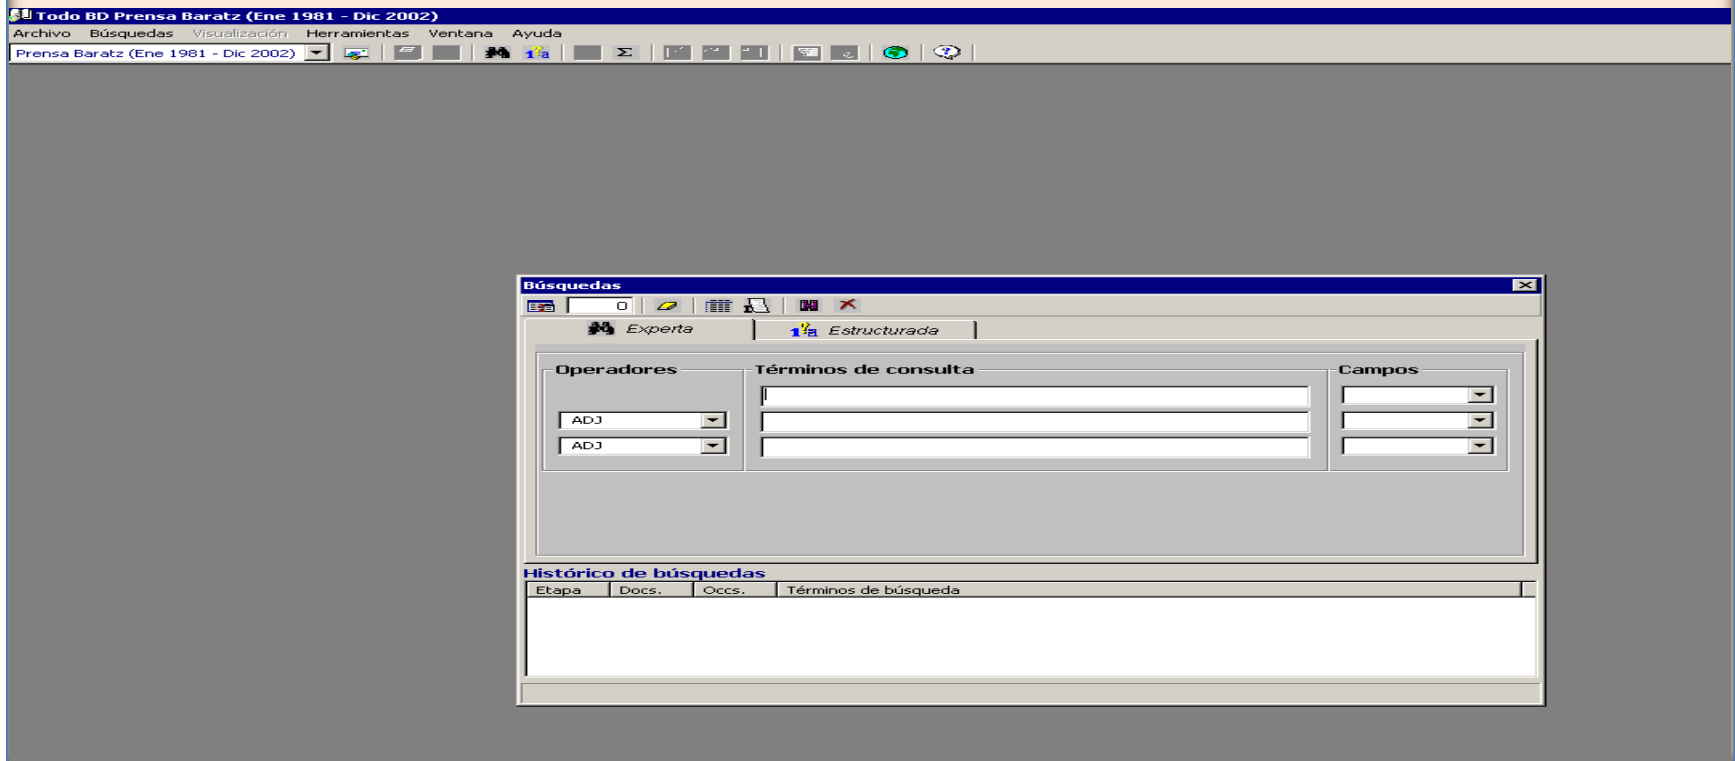 Todo BD Prensa Baratz (Ene 1981 - Dic 2002)
Archivo Búsquedas Visualización Herramientas Ventana Ayuda
Prensa Baratz (Ene 1981 - Dic 2002)
Búsquedas
0
Experta Estructurada
Operadores Términos de consulta Campos
ADJ
ADJ
Histórico de búsquedas
Etapa Docs. Occs. Términos de búsqueda